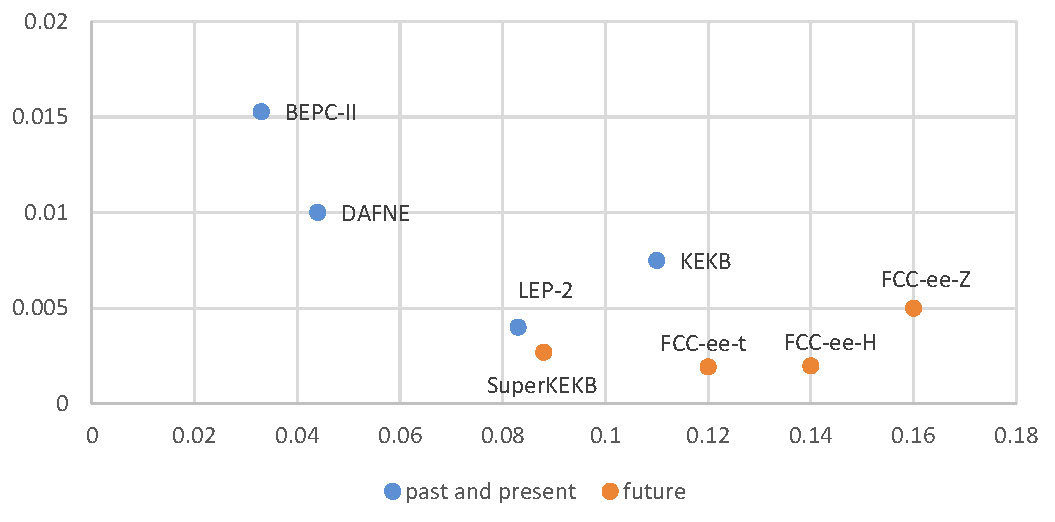 0.02
0.015
BEPC-II
0.01
DAFNE
KEKB
FCC-ee-Z
LEP-2
0.005
FCC-ee-t
FCC-ee-H
SuperKEKB
0
0 0.02 0.04 0.06 0.08 0.1 0.12 0.14 0.16 0.18
past and present future